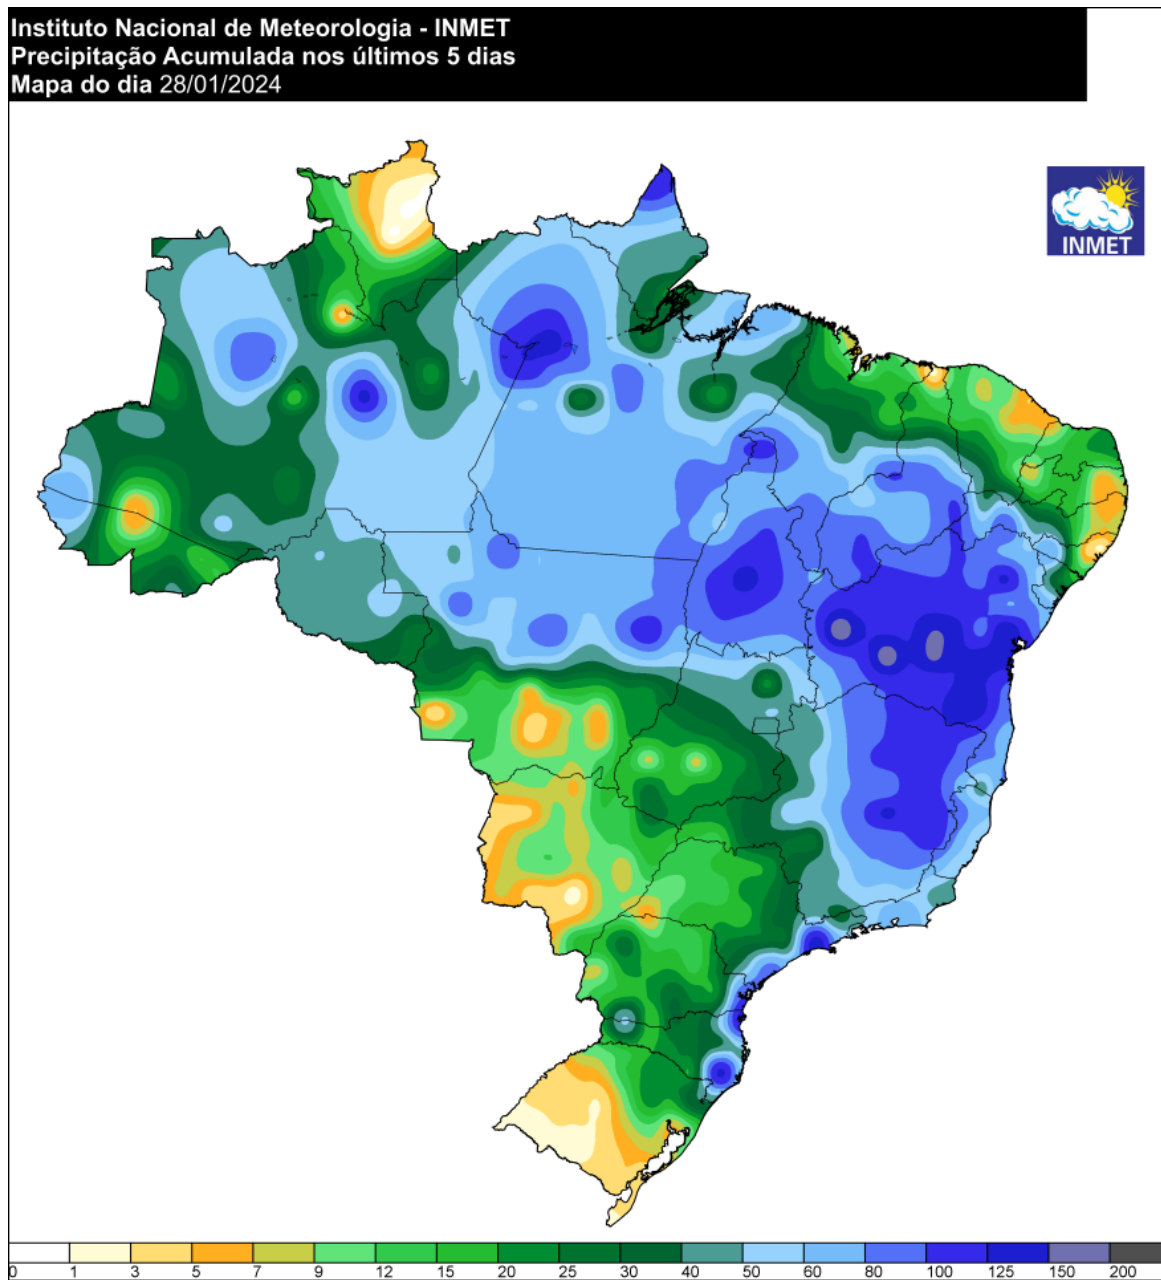 Instituto Nacional de Meteorologia - INMET
Precipitação Acumulada nos últimos 5 dias
Mapa do dia 28/01/2024
INMET
0 1 3 5 7 9 12 15 20 25 30 40 50 60 80 100 125 150 200